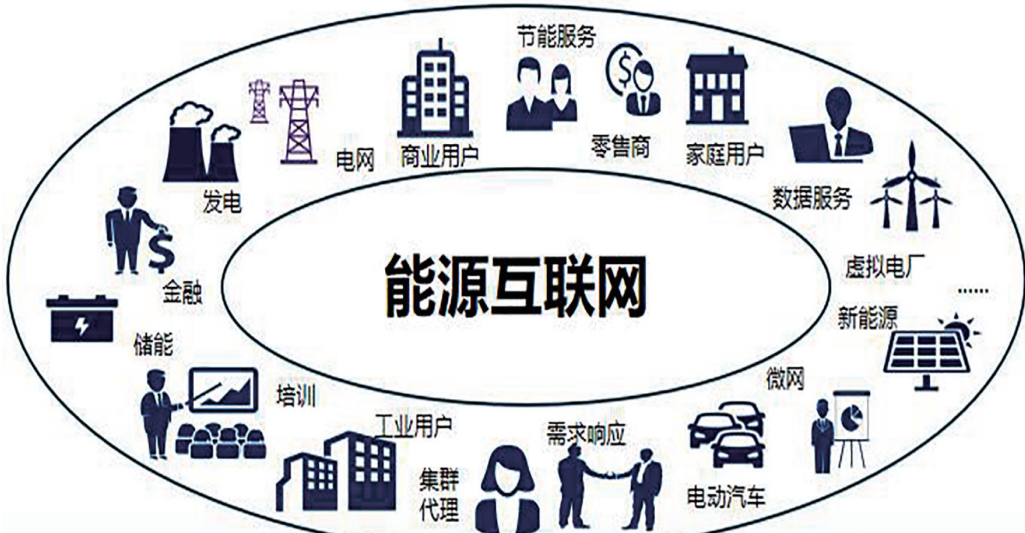 节能服务
电网
商业用户
零售商
家庭用户
发电
数据服务
金融
能源互联网
虚拟电厂
......
新能源
储能
微网
培训
工业用户
需求响应
集群
代理
电动汽车